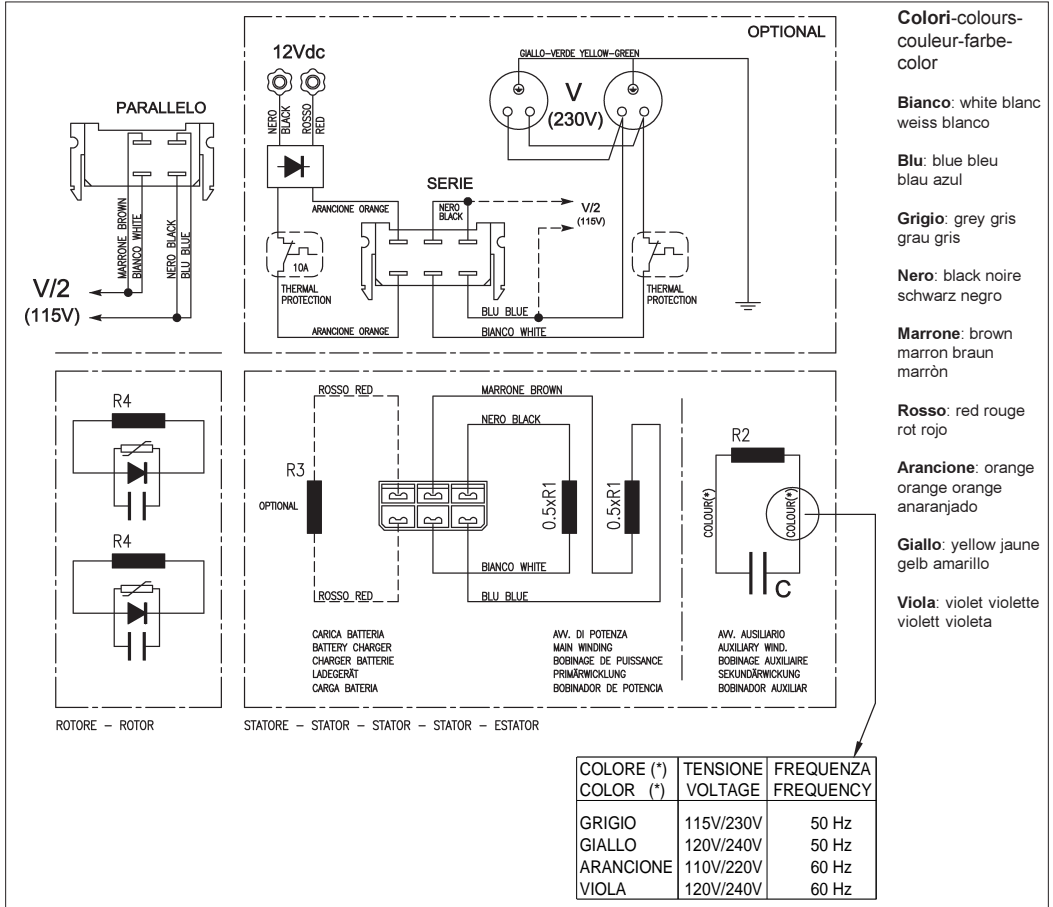 OPTIONAL
12Vdc
GIALLO-VERDE YELLOW-GREEN
NERO
BLACK
ROSSO
RED
V
(230V)
PARALLELO
SERIE
ARANCIONE ORANGE
NERO
BLACK
V/2
(115V)
MARRONE BROWN
BIANCO WHITE
NERO BLACK
BLU BLUE
10A
THERMAL
PROTECTION
THERMAL
PROTECTION
V/2
(115V)
BLU BLUE
ARANCIONE ORANGE
BIANCO WHITE
R4
R4
ROTORE – ROTOR
ROSSO RED
MARRONE BROWN
NERO BLACK
R3
OPTIONAL
0.5xR1
0.5xR1
R2
COLOUR(*)
COLOUR(*)
C
BIANCO WHITE
ROSSO RED
BLU BLUE
CARICA BATTERIA
BATTERY CHARGER
CHARGER BATTERIE
LADEGERÄT
CARGA BATERIA
AVV. DI POTENZA
MAIN WINDING
BOBINAGE DE PUISSANCE
PRIMÄRWICKLUNG
BOBINADOR DE POTENCIA
AVV. AUSILIARIO
AUXILIARY WIND.
BOBINAGE AUXILIAIRE
SEKUNDÄRWICKUNG
BOBINADOR AUXILIAR
STATORE – STATOR – STATOR – STATOR – ESTATOR
COLORE (*) TENSIONE FREQUENZA
COLOR (*) VOLTAGE FREQUENCY
GRIGIO 115V/230V 50 Hz
GIALLO 120V/240V 50 Hz
ARANCIONE 110V/220V 60 Hz
VIOLA 120V/240V 60 Hz
Colori-colours-
couleur-farbe-
color
Bianco: white blanc
weiss blanco
Blu: blue bleu
blau azul
Grigio: grey gris
grau gris
Nero: black noire
schwarz negro
Marrone: brown
marron braun
marròn
Rosso: red rouge
rot rojo
Arancione: orange
orange orange
anaranjado
Giallo: yellow jaune
gelb amarillo
Viola: violet violette
violett violeta